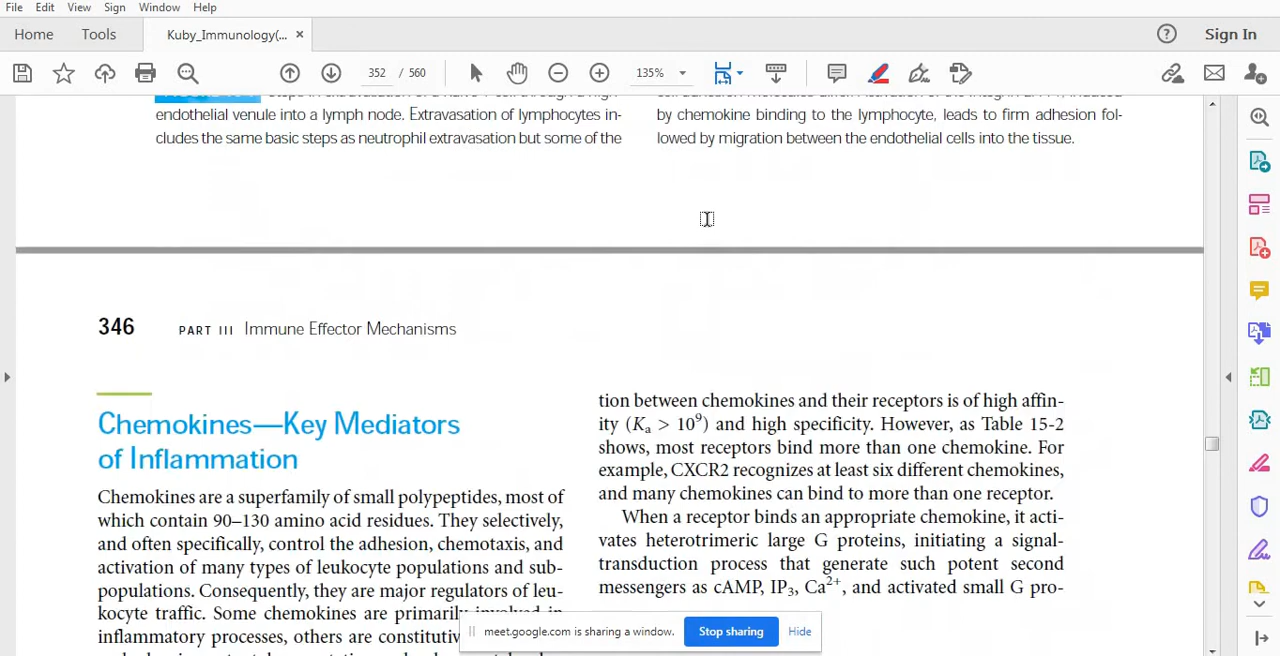 File Edit View Sign Window Help
Home Tools Kuby_Immunology(... × Sign In
352 / 560 135%
endothelial venule into a lymph node. Extravasation of lymphocytes in-
cludes the same basic steps as neutrophil extravasation but some of the
by chemokine binding to the lymphocyte, leads to firm adhesion fol-
lowed by migration between the endothelial cells into the tissue.
346 PART III Immune Effector Mechanisms
Chemokines—Key Mediators
of Inflammation
Chemokines are a superfamily of small polypeptides, most of
which contain 90–130 amino acid residues. They selectively,
and often specifically, control the adhesion, chemotaxis, and
activation of many types of leukocyte populations and sub-
populations. Consequently, they are major regulators of leu-
kocyte traffic. Some chemokines are primarily involved in
inflammatory processes, others are constitutiv
tion between chemokines and their receptors is of high affin-
ity (Kₐ > 10⁹) and high specificity. However, as Table 15-2
shows, most receptors bind more than one chemokine. For
example, CXCR2 recognizes at least six different chemokines,
and many chemokines can bind to more than one receptor.
When a receptor binds an appropriate chemokine, it acti-
vates heterotrimeric large G proteins, initiating a signal-
transduction process that generate such potent second
messengers as cAMP, IP₃, Ca²⁺, and activated small G pro-
meet.google.com is sharing a window. Stop sharing Hide